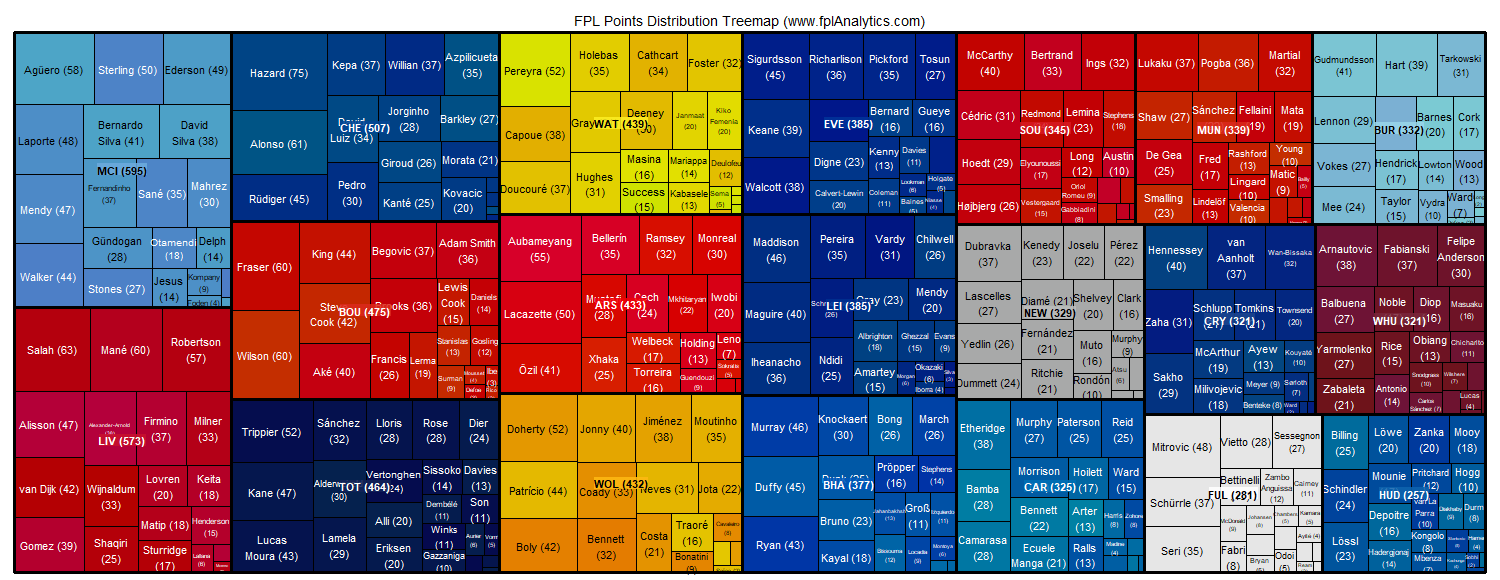 FPL Points Distribution Treemap (www.fplAnalytics.com)
Agüero (58)
Sterling (50)
Ederson (49)
Laporte (48)
Bernardo
Silva (41)
David
Silva (38)
MCI (595)
Mendy (47)
Fernandinho
(37)
Sané (35)
Mahrez
(30)
Walker (44)
Gündogan
(28)
Otamendi
(18)
Delph
(14)
Stones (27)
Jesus
(14)
Kompany
(9)
Foden (4)
Salah (63)
Mané (60)
Robertson
(57)
Alisson (47)
Alexander-Arnold
Firmino
(37)
Milner
(33)
LIV (573)
van Dijk (42)
Wijnaldum
(33)
Lovren
(20)
Keita
(18)
Gomez (39)
Shaqiri
(25)
Matip (18)
Henderson
(15)
Sturridge
(17)
Lallana
(6)
Hazard (75)
Kepa (37)
Willian (37)
Azpilicueta
(35)
Alonso (61)
David
Luiz (34)
CHE (507)
Jorginho
(28)
Barkley (27)
Giroud (26)
Morata (21)
Rüdiger (45)
Pedro
(30)
Kanté (25)
Kovacic
(20)
Fraser (60)
King (44)
Begovic (37)
Adam Smith
(36)
Steve
Cook (42)
BOU (475)
Brooks (36)
Lewis
Cook
(15)
Daniels
(14)
Wilson (60)
Aké (40)
Francis
(26)
Lerma
(19)
Stanislas
(13)
Gosling
(12)
Surman
(9)
Mousset
Defoe
Trippier (52)
Sánchez
(32)
Lloris
(28)
Rose
(28)
Dier
(24)
Kane (47)
(30)
TOT (464)
Vertonghen
(24)
Sissoko
(14)
Davies
(13)
Lucas
Moura (43)
Lamela
(29)
Alli (20)
Eriksen
(20)
Dembélé
(11)
Son
(11)
Winks
(11)
Gazzaniga
(10)
Aurier
(6)
Pereyra (52)
Holebas
(35)
Cathcart
(34)
Foster (32)
Capoue (38)
Gray
WAT (439)
Deeney
Janmaat
(20)
Kiko
Femenia
(20)
Doucouré (37)
Hughes
(31)
Masina
(16)
Mariappa
(14)
Deulofeu
(12)
Success
(15)
Kabasele
(13)
Sema
(5)
Aubameyang
(55)
Bellerín
(35)
Ramsey
(32)
Monreal
(30)
Lacazette (50)
Mustafi
(28)
ARS (433)
Cech
(24)
Mkhitaryan
(22)
Iwobi
(20)
Özil (41)
Xhaka
(25)
Welbeck
(17)
Holding
(13)
Leno
(7)
Torreira
(16)
Guendouzi
(9)
Sokratis
(5)
Doherty (52)
Jonny (40)
Jiménez
(38)
Moutinho
(35)
Patrício (44)
Coady (33)
WOL (432)
Neves (31)
Jota (22)
Boly (42)
Bennett
(32)
Costa
(21)
Traoré
(16)
Bonatini
(9)
Cavaleiro
(8)
Sigurdsson
(45)
Richarlison
(36)
Pickford
(35)
Tosun
(27)
Keane (39)
EVE (385)
Bernard
(16)
Gueye
(16)
Walcott (38)
Digne (23)
Kenny
(13)
Davies
(11)
Calvert-Lewin
(20)
Coleman
(11)
Lookman
(6)
Holgate
(5)
Baines
(5)
Niasse
(4)
Maddison
(46)
Pereira
(35)
Vardy
(31)
Chilwell
(26)
Maguire (40)
LEI (385)
Gray (23)
Mendy
(20)
Iheanacho
(36)
Ndidi
(25)
Albrighton
(18)
Ghezzal
(15)
Evans
(9)
Amartey
(15)
Morgan
(6)
Okazaki
(6)
Iborra (4)
Silva
(3)
Murray (46)
Knockaert
(30)
Bong
(26)
March
(26)
Duffy (45)
BHA (377)
Pröpper
(16)
Stephens
(14)
Ryan (43)
Bruno (23)
Jahanbakhsh
(13)
Groß
(11)
Izquierdo
(11)
Kayal (18)
Bissouma
(12)
Locadia
(9)
Montoya
(6)
McCarthy
(40)
Bertrand
(33)
Ings (32)
Cédric (31)
Redmond
SOU (345)
Lemina
(23)
Stephens
(18)
Hoedt (29)
Elyounoussi
(17)
Long
(12)
Austin
(10)
Højbjerg (26)
Vestergaard
(15)
Oriol
Romeu (9)
Gabbiadini
(8)
Dubravka
(37)
Kenedy
(23)
Joselu
(22)
Pérez
(22)
Lascelles
(27)
Diamé (21)
NEW (329)
Shelvey
(20)
Clark
(16)
Yedlin (26)
Fernández
(21)
Muto
(16)
Murphy
(9)
Dummett (24)
Ritchie
(21)
Rondón
(10)
Atsu
(6)
Etheridge
(38)
Murphy
(27)
Paterson
(25)
Reid
(25)
Bamba
(28)
Morrison
CAR (325)
Hoilett
(17)
Ward
(15)
Camarasa
(28)
Bennett
(22)
Arter
(13)
Harris
(8)
Zohore
(8)
Ecuele
Manga (21)
Ralls
(13)
Madine
(4)
Lukaku (37)
Pogba (36)
Martial
(32)
Shaw (27)
Sánchez
MUN (339)
Fellaini
(19)
Mata
(19)
De Gea
(25)
Fred
(17)
Rashford
(13)
Young
(10)
Smalling
(23)
Lindelöf
(13)
Lingard
(10)
Matic
(9)
Bailly
(5)
Valencia
(10)
Hennessey
(40)
van
Aanholt
(37)
Wan-Bissaka
(32)
Zaha (31)
Schlupp
(21)
CRY (321)
Tomkins
(21)
Townsend
(20)
Sakho
(29)
McArthur
(19)
Ayew
(13)
Kouyaté
(10)
Milivojevic
(18)
Meyer (9)
Sørloth
(7)
Benteke (8)
Ward
(2)
Mitrovic (48)
Vietto (28)
Sessegnon
(27)
Schürrle (37)
Bettinelli
FUL (281)
Zambo
Anguissa
(12)
Cairney
(11)
Seri (35)
McDonald
(9)
Johansen
(6)
Chambers
(5)
Kamara
(5)
Fabri
(8)
Bryan
(5)
Odoi
(5)
Ayite (4)
Ream
Gudmundsson
(41)
Hart (39)
Tarkowski
(31)
Lennon (29)
BUR (332)
Barnes
(20)
Cork
(17)
Vokes (27)
Hendrick
(17)
Lowton
(14)
Wood
(13)
Mee (24)
Taylor
(15)
Vydra
(10)
Ward
(7)
Arnautovic
(38)
Fabianski
(37)
Felipe
Anderson
(30)
Balbuena
(27)
Noble
WHU (321)
Diop
(16)
Masuaku
(16)
Yarmolenko
(27)
Rice
(15)
Obiang
(13)
Chicharito
(11)
Zabaleta
(21)
Antonio
(14)
Snodgrass
(10)
Wilshere
(7)
Carlos
Sánchez (7)
Lucas
(4)
Billing
(25)
Löwe
(20)
Zanka
(20)
Mooy
(18)
Schindler
(24)
Mounie
HUD (257)
Pritchard
(12)
Hogg
(10)
Lössl
(23)
Depoitre
(16)
van La
Parra
(10)
Diakhaby
(9)
Durm
(8)
Hadergjonaj
(14)
Kongolo
(8)
Mbenza
(7)
Hamer
(4)
Sobhi
(2)